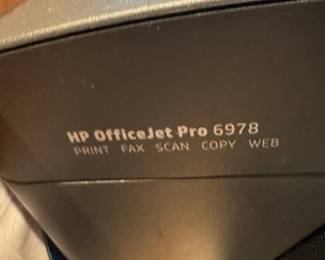 HP OfficeJet Pro 6978
PRINT FAX SCAN COPY WEB